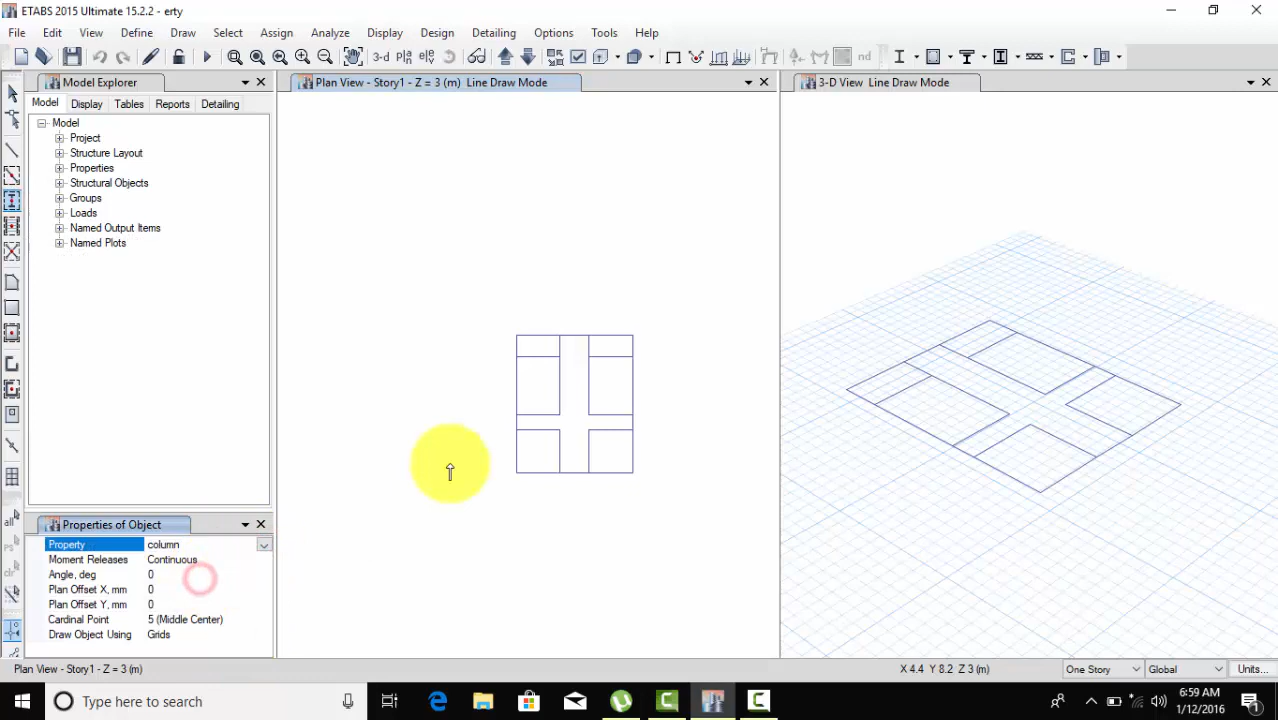 ETABS 2015 Ultimate 15.2.2 - erty
File Edit View Define Draw Select Assign Analyze Display Design Detailing Options Tools Help
3-d
Model Explorer
Plan View - Story1 - Z = 3 (m) Line Draw Mode
3-D View Line Draw Mode
Model Display Tables Reports Detailing
Model
Project
Structure Layout
Properties
Structural Objects
Groups
Loads
Named Output Items
Named Plots
all
Properties of Object
Property column
Moment Releases Continuous
Angle, deg 0
Plan Offset X, mm 0
Plan Offset Y, mm 0
Cardinal Point 5 (Middle Center)
Draw Object Using Grids
Plan View - Story1 - Z = 3 (m)
X 4.4 Y 8.2 Z 3 (m)
One Story
Global
Units...
Type here to search
6:59 AM
1/12/2016